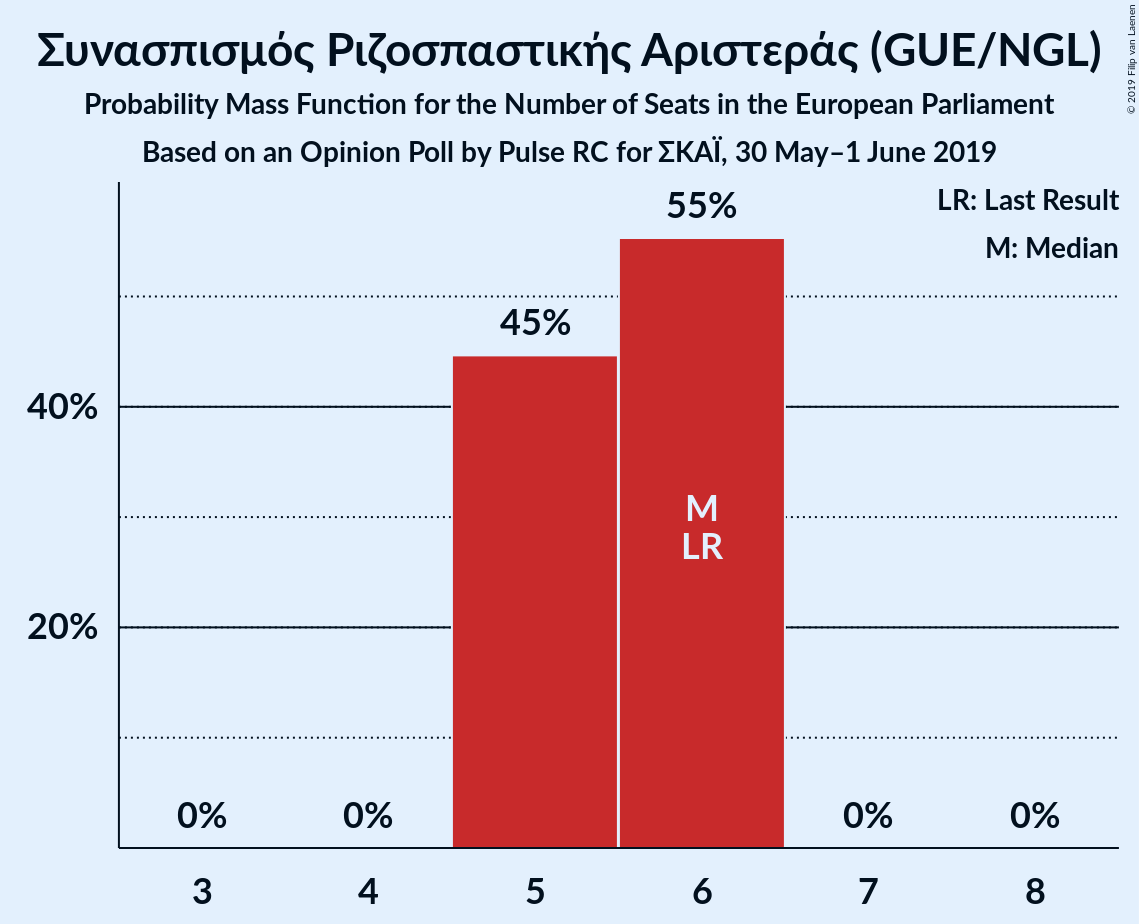 Συνασπισμός Ριζοσπαστικής Αριστεράς (GUE/NGL)
Probability Mass Function for the Number of Seats in the European Parliament
Based on an Opinion Poll by Pulse RC for ΣΚΑΪ, 30 May–1 June 2019
© 2019 Filip van Laenen
LR: Last Result
M: Median
55%
45%
40%
M
LR
20%
0% 0% 0% 0%
3 4 5 6 7 8